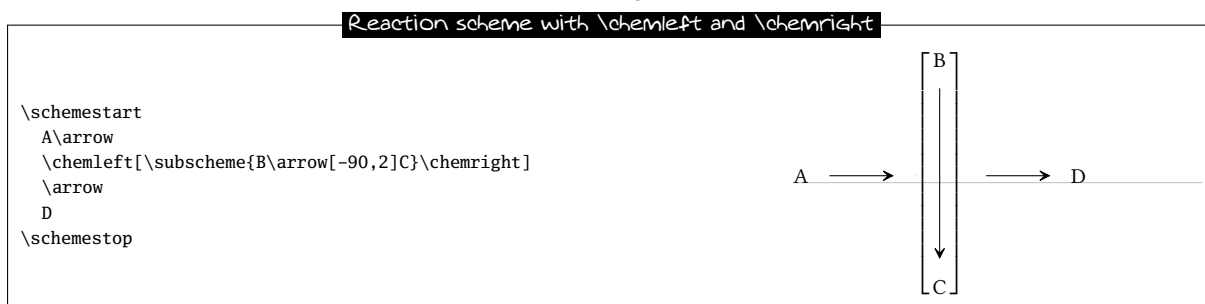 Reaction scheme with \chemleft and \chemright
\schemestart
A\arrow
\chemleft[\subscheme{B\arrow[-90,2]C}\chemright]
\arrow
D
\schemestop
B
A
D
C